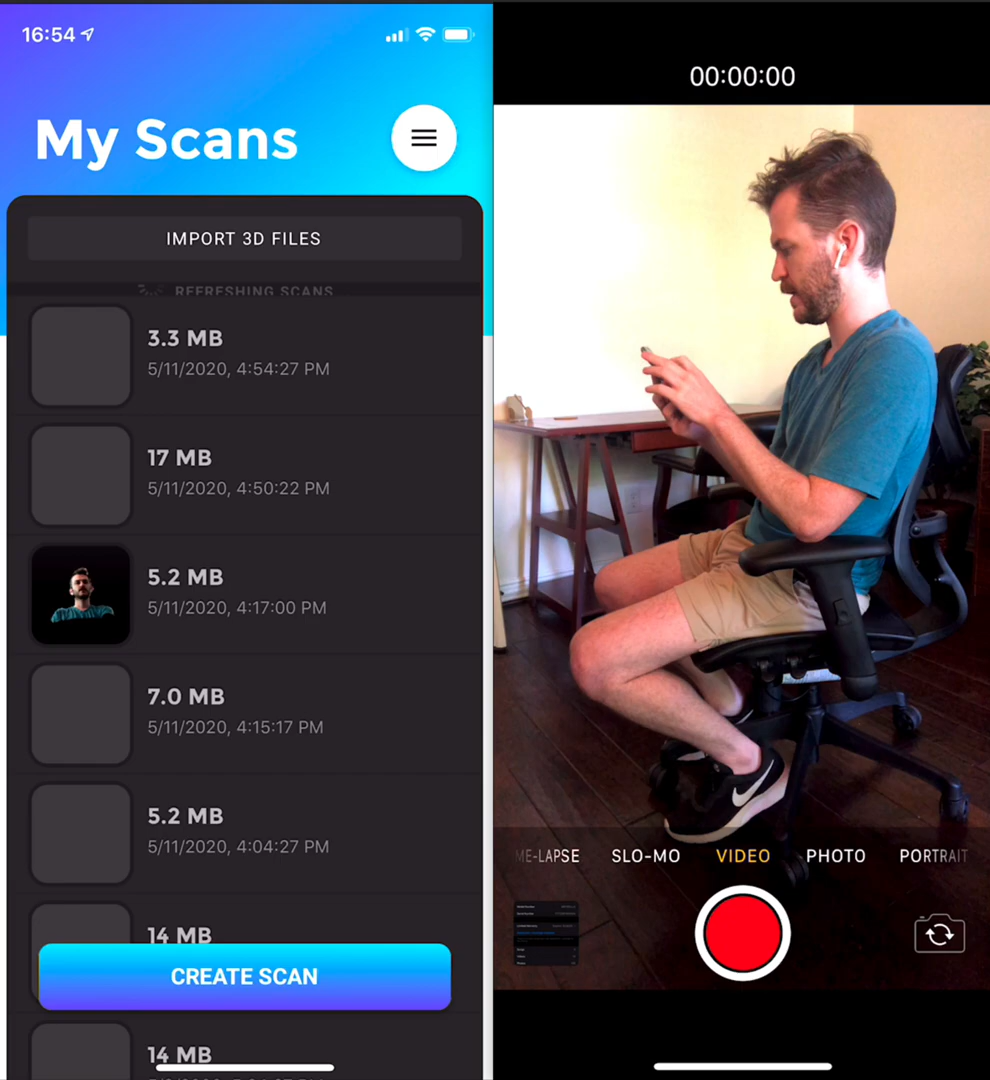 16:54
My Scans
IMPORT 3D FILES
REFRESHING SCANS
3.3 MB
5/11/2020, 4:54:27 PM
17 MB
5/11/2020, 4:50:22 PM
5.2 MB
5/11/2020, 4:17:00 PM
7.0 MB
5/11/2020, 4:15:17 PM
5.2 MB
5/11/2020, 4:04:27 PM
14 MB
CREATE SCAN
14 MB
00:00:00
ME-LAPSE SLO-MO VIDEO PHOTO PORTRAIT